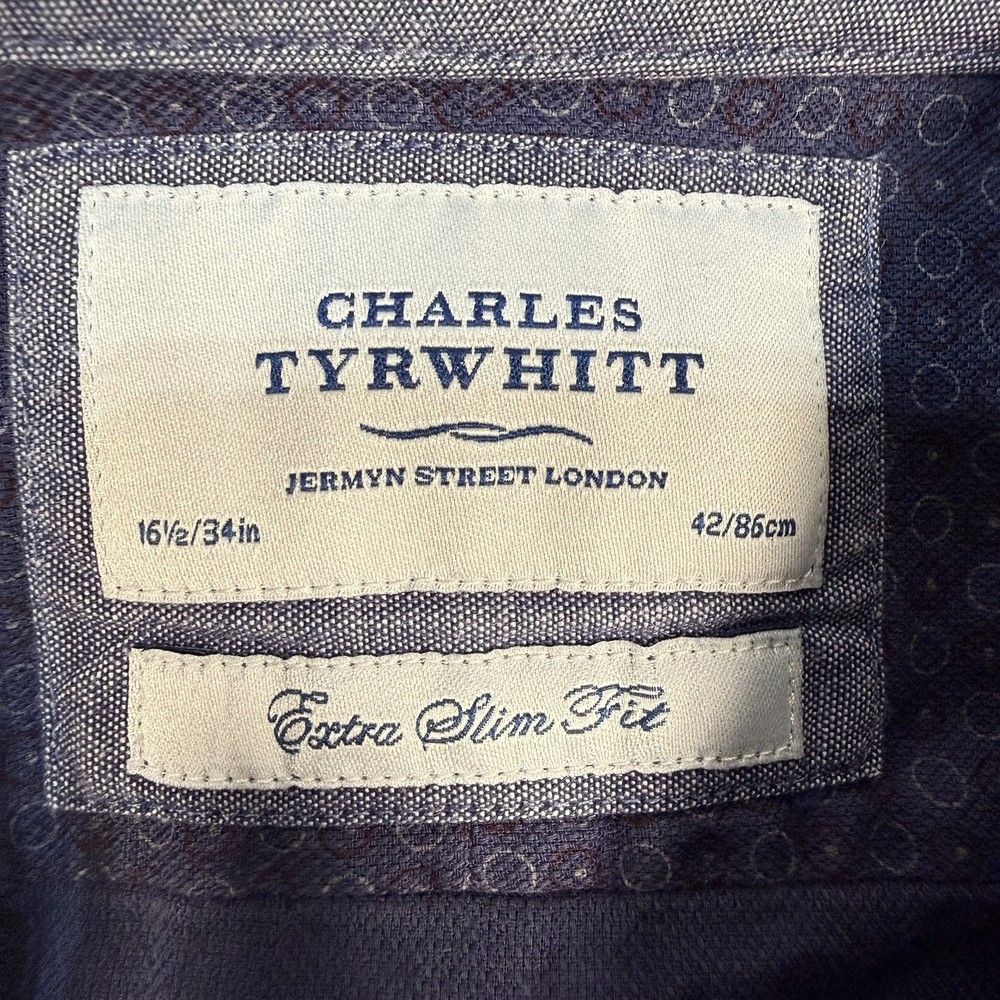 CHARLES
TYRWHITT
JERMYN STREET LONDON
16½/34in 42/86cm
Extra Slim Fit